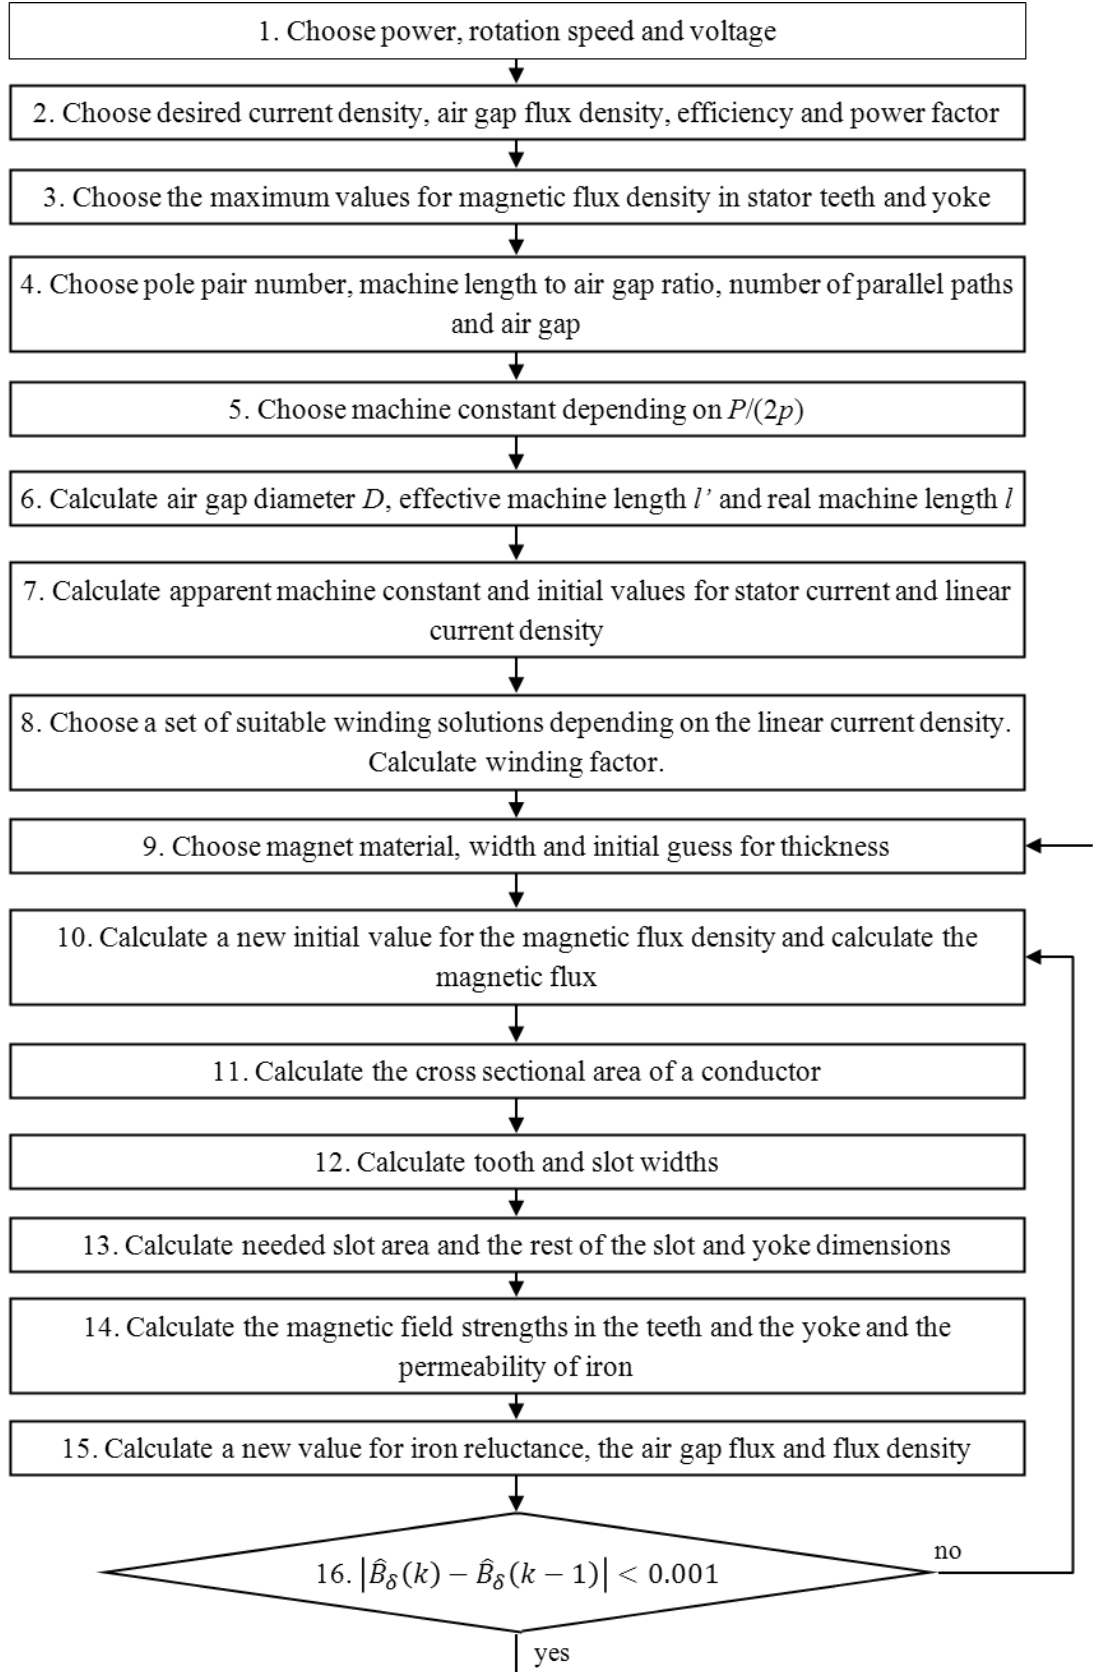 1. Choose power, rotation speed and voltage
2. Choose desired current density, air gap flux density, efficiency and power factor
3. Choose the maximum values for magnetic flux density in stator teeth and yoke
4. Choose pole pair number, machine length to air gap ratio, number of parallel paths
and air gap
5. Choose machine constant depending on P/(2p)
6. Calculate air gap diameter D, effective machine length l’ and real machine length l
7. Calculate apparent machine constant and initial values for stator current and linear
current density
8. Choose a set of suitable winding solutions depending on the linear current density.
Calculate winding factor.
9. Choose magnet material, width and initial guess for thickness
10. Calculate a new initial value for the magnetic flux density and calculate the
magnetic flux
11. Calculate the cross sectional area of a conductor
12. Calculate tooth and slot widths
13. Calculate needed slot area and the rest of the slot and yoke dimensions
14. Calculate the magnetic field strengths in the teeth and the yoke and the
permeability of iron
15. Calculate a new value for iron reluctance, the air gap flux and flux density
no
16. |B̂δ(k) − B̂δ(k − 1)| < 0.001
yes